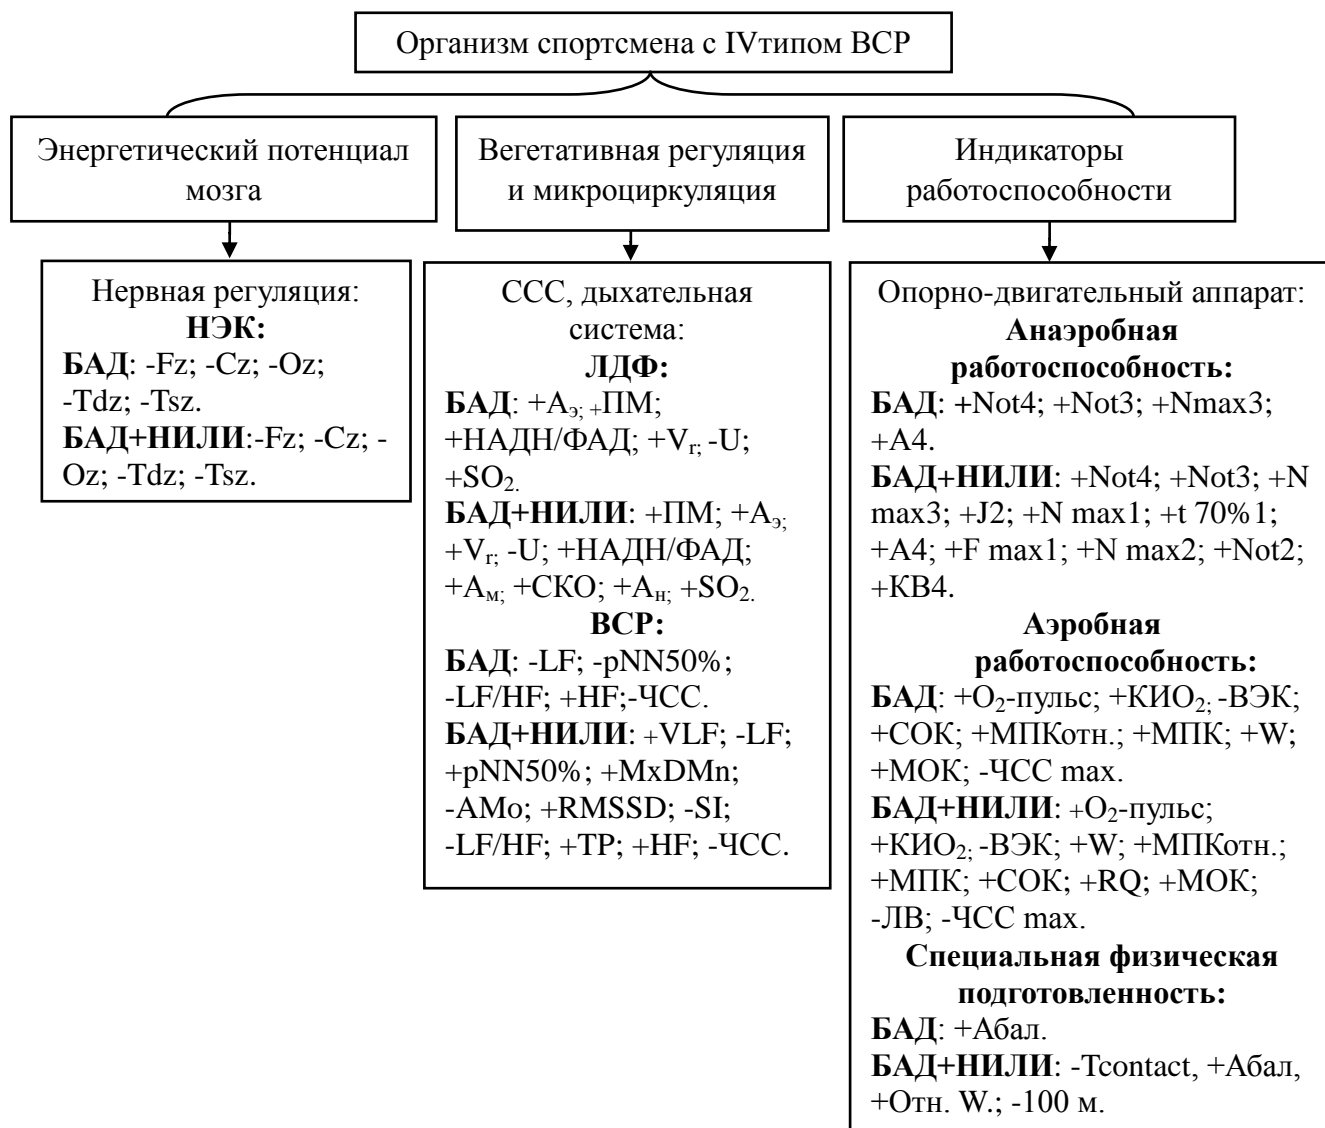 Организм спортсмена с IVтипом ВСР
Энергетический потенциал
мозга
Вегетативная регуляция
и микроциркуляция
Индикаторы
работоспособности
Нервная регуляция:
НЭК:
БАД: -Fz; -Cz; -Oz;
-Tdz; -Tsz.
БАД+НИЛИ:-Fz; -Cz; -
Oz; -Tdz; -Tsz.
ССС, дыхательная
система:
ЛДФ:
БАД: +Aэ; +ПМ;
+НАДН/ФАД; +Vr; -U;
+SO2.
БАД+НИЛИ: +ПМ; +Аэ;
+Vr; -U; +НАДН/ФАД;
+Ам; +СКО; +Ан; +SO2.
ВСР:
БАД: -LF; -pNN50%;
-LF/HF; +HF;-ЧСС.
БАД+НИЛИ: +VLF; -LF;
+pNN50%; +MxDMn;
-AMo; +RMSSD; -SI;
-LF/HF; +TP; +HF; -ЧСС.
Опорно-двигательный аппарат:
Анаэробная
работоспособность:
БАД: +Not4; +Not3; +Nmax3;
+A4.
БАД+НИЛИ: +Not4; +Not3; +N
max3; +J2; +N max1; +t 70%1;
+A4; +F max1; +N max2; +Not2;
+КВ4.
Аэробная
работоспособность:
БАД: +О2-пульс; +КИО2; -ВЭК;
+СОК; +МПКотн.; +МПК; +W;
+МОК; -ЧСС max.
БАД+НИЛИ: +О2-пульс;
+КИО2; -ВЭК; +W; +МПКотн.;
+МПК; +СОК; +RQ; +МОК;
-ЛВ; -ЧСС max.
Специальная физическая
подготовленность:
БАД: +Абал.
БАД+НИЛИ: -Tcontact, +Абал,
+Отн. W.; -100 м.